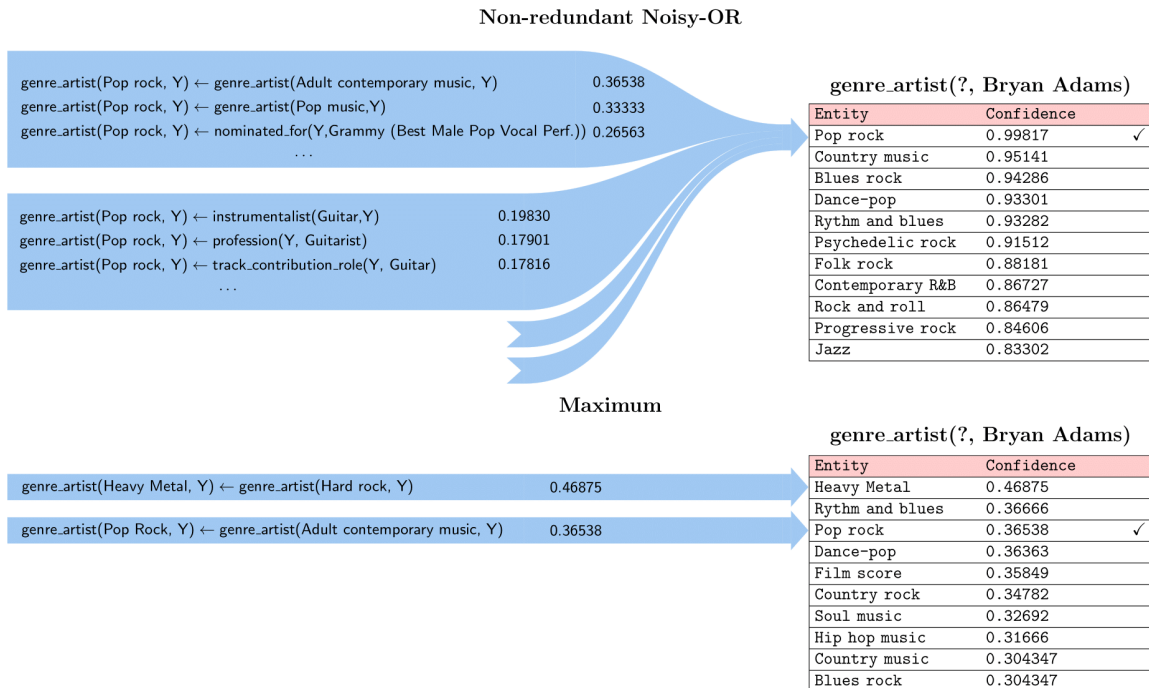 Non-redundant Noisy-OR
genre_artist(Pop rock, Y) ← genre_artist(Adult contemporary music, Y) 0.36538
genre_artist(Pop rock, Y) ← genre_artist(Pop music,Y) 0.33333
genre_artist(Pop rock, Y) ← nominated_for(Y,Grammy (Best Male Pop Vocal Perf.)) 0.26563
...
genre_artist(Pop rock, Y) ← instrumentalist(Guitar,Y) 0.19830
genre_artist(Pop rock, Y) ← profession(Y, Guitarist) 0.17901
genre_artist(Pop rock, Y) ← track_contribution_role(Y, Guitar) 0.17816
...
genre_artist(?, Bryan Adams)
Entity Confidence
Pop rock 0.99817 ✓
Country music 0.95141
Blues rock 0.94286
Dance-pop 0.93301
Rythm and blues 0.93282
Psychedelic rock 0.91512
Folk rock 0.88181
Contemporary R&B 0.86727
Rock and roll 0.86479
Progressive rock 0.84606
Jazz 0.83302
Maximum
genre_artist(Heavy Metal, Y) ← genre_artist(Hard rock, Y) 0.46875
genre_artist(Pop Rock, Y) ← genre_artist(Adult contemporary music, Y) 0.36538
genre_artist(?, Bryan Adams)
Entity Confidence
Heavy Metal 0.46875
Rythm and blues 0.36666
Pop rock 0.36538 ✓
Dance-pop 0.36363
Film score 0.35849
Country rock 0.34782
Soul music 0.32692
Hip hop music 0.31666
Country music 0.304347
Blues rock 0.304347